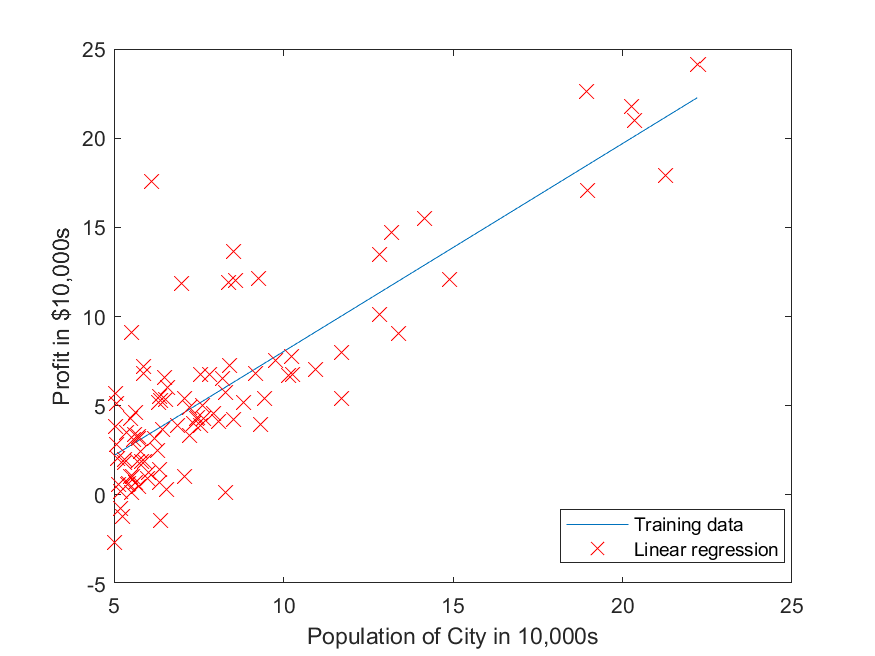 25
20
15
10
5
0
-5
Profit in $10,000s
5 10 15 20 25
Population of City in 10,000s
Training data
Linear regression